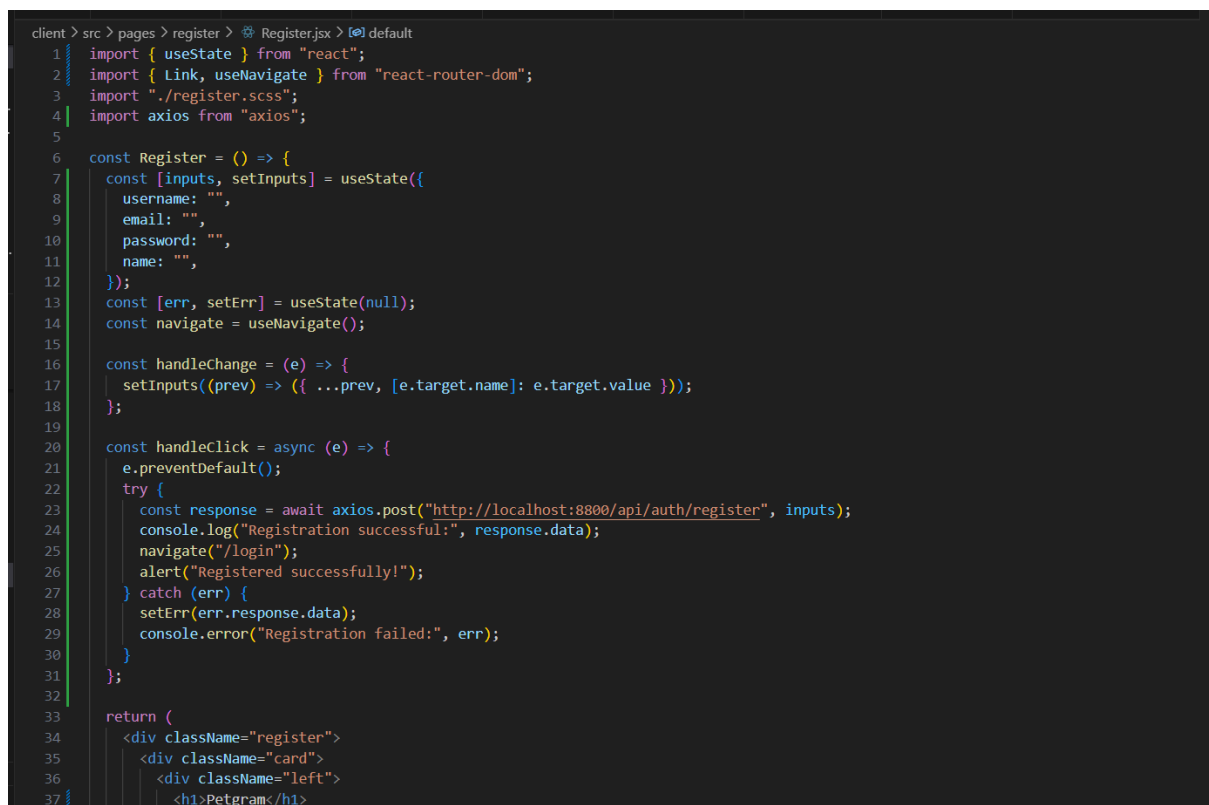 client > src > pages > register > Register.jsx > default
1 import { useState } from "react";
2 import { Link, useNavigate } from "react-router-dom";
3 import "./register.scss";
4 import axios from "axios";
5
6 const Register = () => {
7 const [inputs, setInputs] = useState({
8 username: "",
9 email: "",
10 password: "",
11 name: "",
12 });
13 const [err, setErr] = useState(null);
14 const navigate = useNavigate();
15
16 const handleChange = (e) => {
17 setInputs((prev) => ({ ...prev, [e.target.name]: e.target.value }));
18 };
19
20 const handleClick = async (e) => {
21 e.preventDefault();
22 try {
23 const response = await axios.post("http://localhost:8800/api/auth/register", inputs);
24 console.log("Registration successful:", response.data);
25 navigate("/login");
26 alert("Registered successfully!");
27 } catch (err) {
28 setErr(err.response.data);
29 console.error("Registration failed:", err);
30 }
31 };
32
33 return (
34 <div className="register">
35 <div className="card">
36 <div className="left">
37 <h1>Petgram</h1>